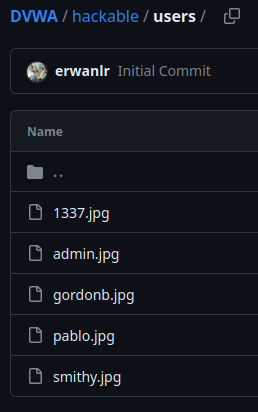 DVWA / hackable / users /
erwanlr Initial Commit
Name
..
1337.jpg
admin.jpg
gordonb.jpg
pablo.jpg
smithy.jpg